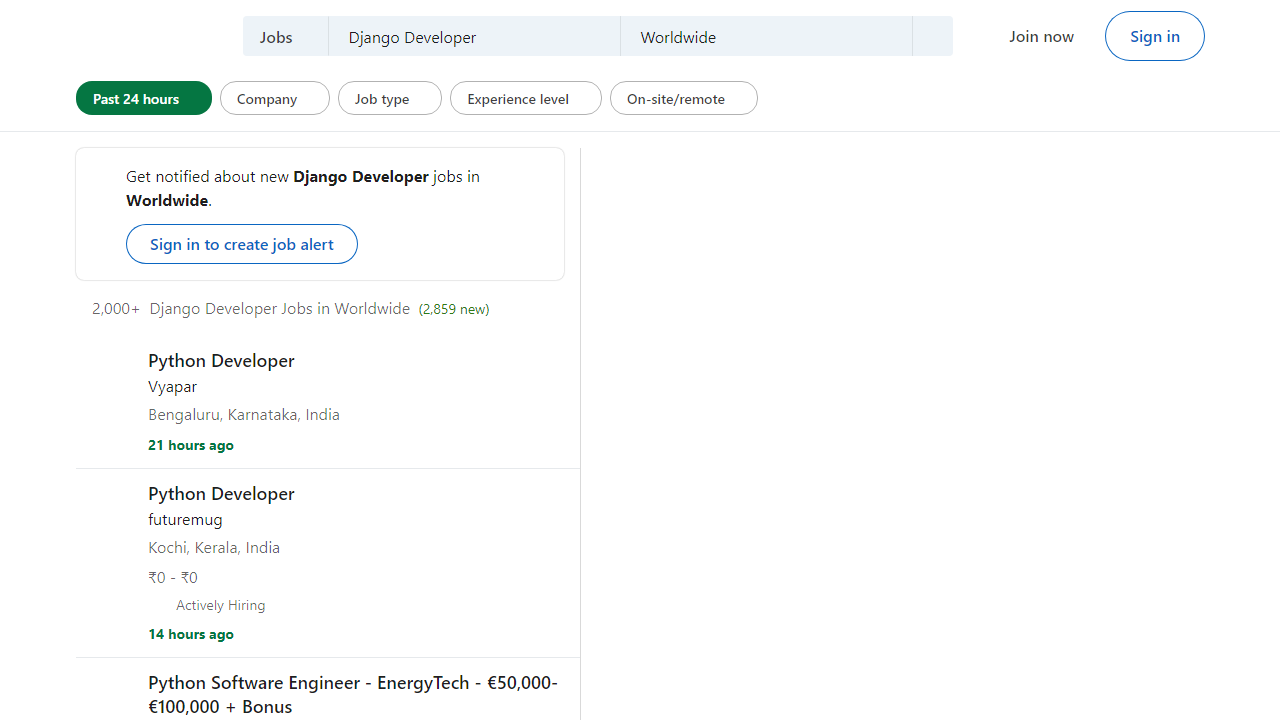 Jobs
Django Developer
Worldwide
Join now
Sign in
Past 24 hours
Company
Job type
Experience level
On-site/remote
Get notified about new Django Developer jobs in
Worldwide.
Sign in to create job alert
2,000+ Django Developer Jobs in Worldwide (2,859 new)
Python Developer
Vyapar
Bengaluru, Karnataka, India
21 hours ago
Python Developer
futuremug
Kochi, Kerala, India
₹0 - ₹0
Actively Hiring
14 hours ago
Python Software Engineer - EnergyTech - €50,000-
€100,000 + Bonus